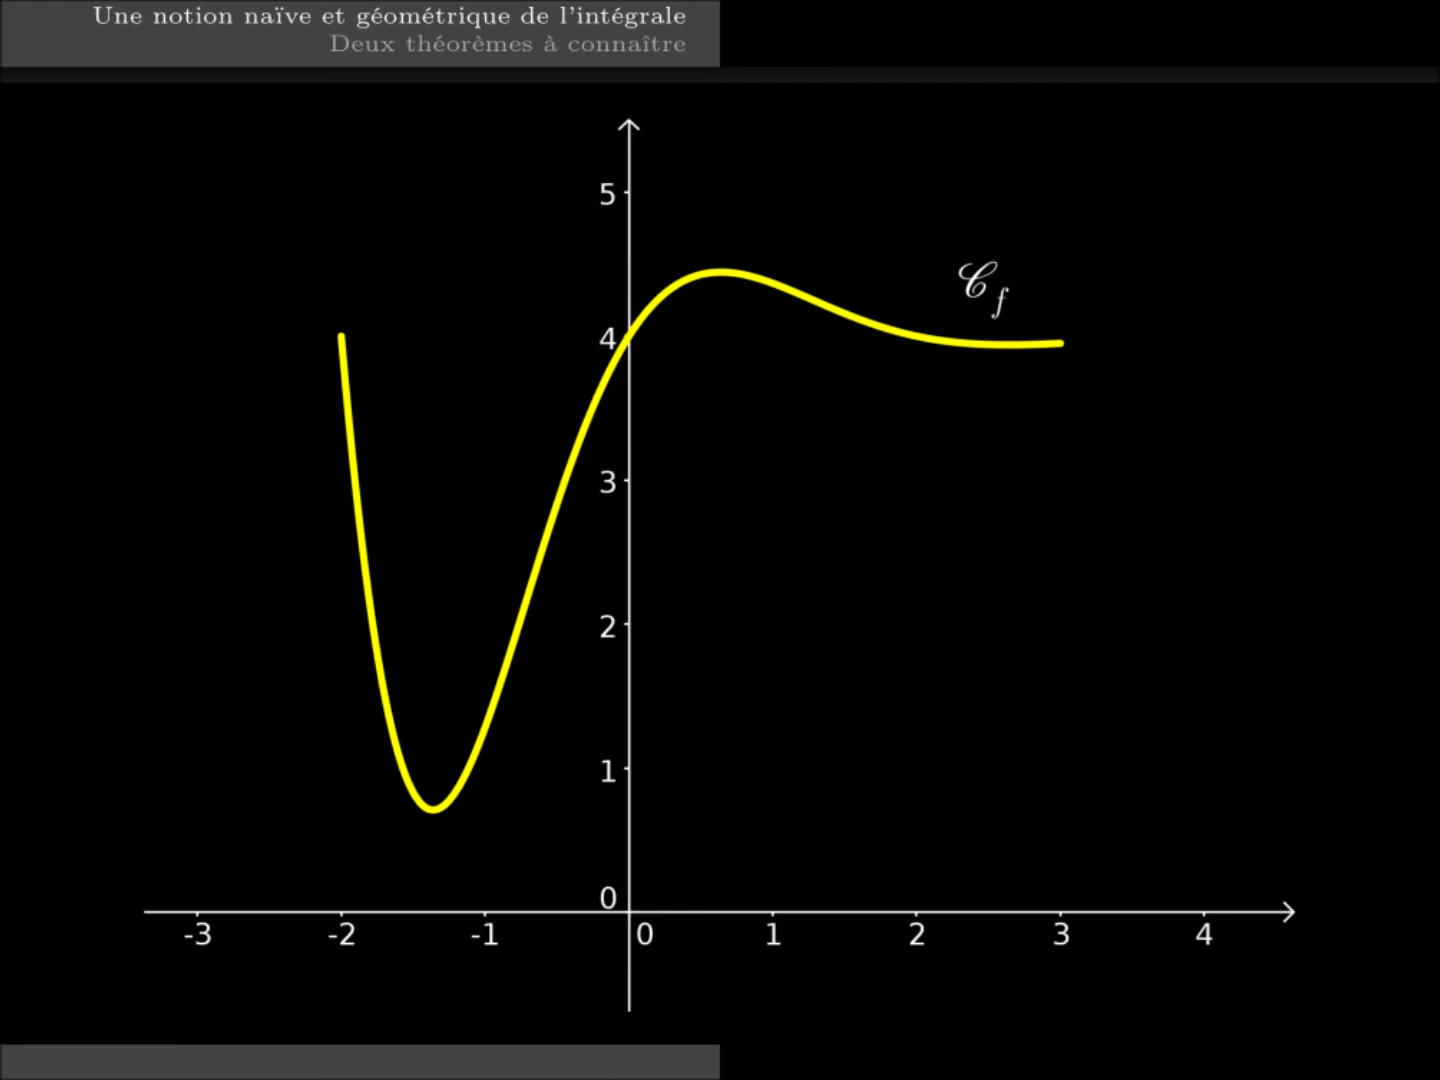 Une notion naïve et géométrique de l'intégrale
Deux théorèmes à connaître
5
𝒞f
4
3
2
1
0
-3 -2 -1 0 1 2 3 4